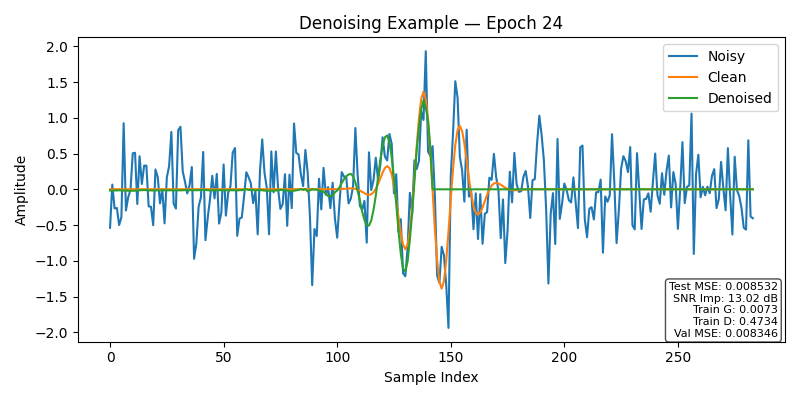 Denoising Example — Epoch 24
Amplitude
2.0
1.5
1.0
0.5
0.0
−0.5
−1.0
−1.5
−2.0
Noisy
Clean
Denoised
Test MSE: 0.008532
SNR Imp: 13.02 dB
Train G: 0.0073
Train D: 0.4734
Val MSE: 0.008346
0 50 100 150 200 250
Sample Index